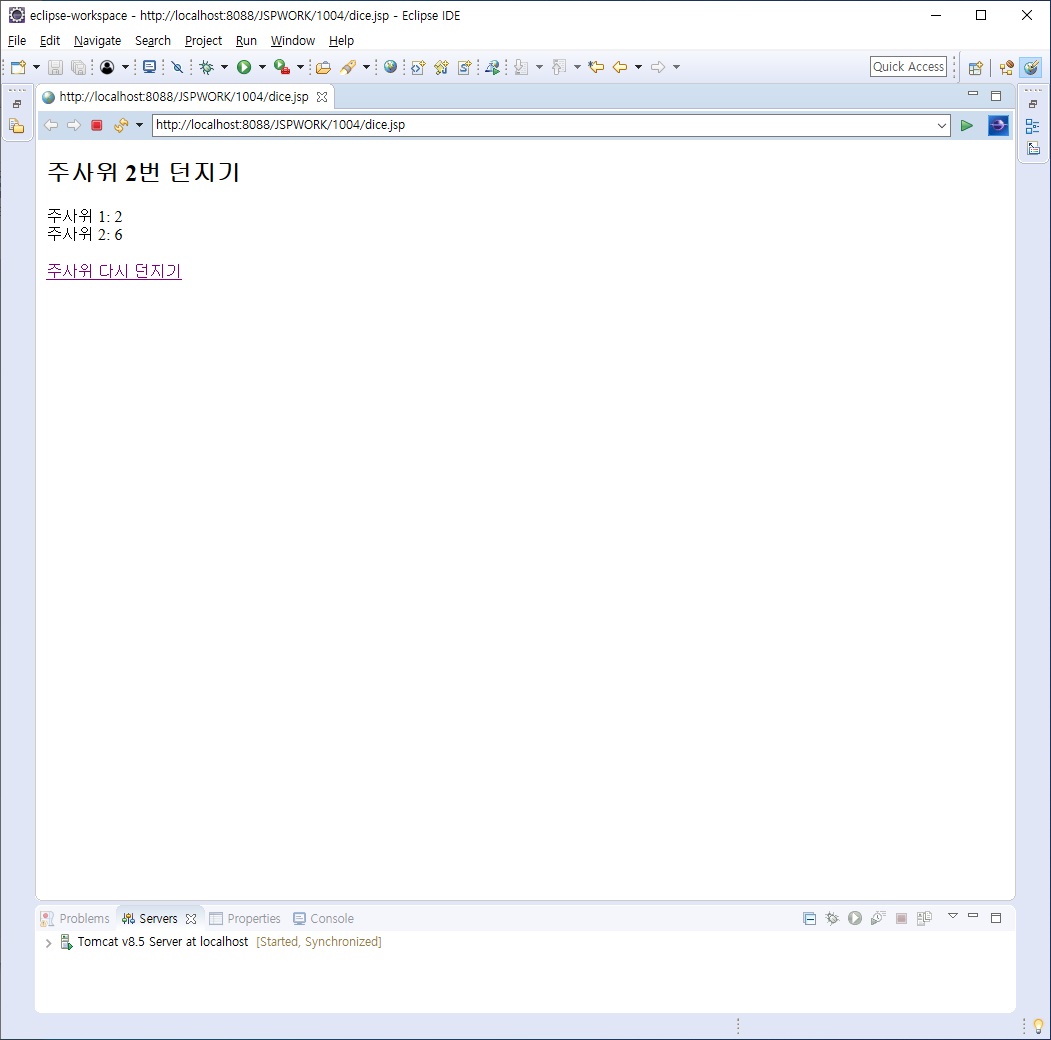 eclipse-workspace - http://localhost:8088/JSPWORK/1004/dice.jsp - Eclipse IDE
File Edit Navigate Search Project Run Window Help
Quick Access
http://localhost:8088/JSPWORK/1004/dice.jsp
http://localhost:8088/JSPWORK/1004/dice.jsp
주사위 2번 던지기
주사위 1: 2
주사위 2: 6
주사위 다시 던지기
Problems Servers Properties Console
Tomcat v8.5 Server at localhost [Started, Synchronized]